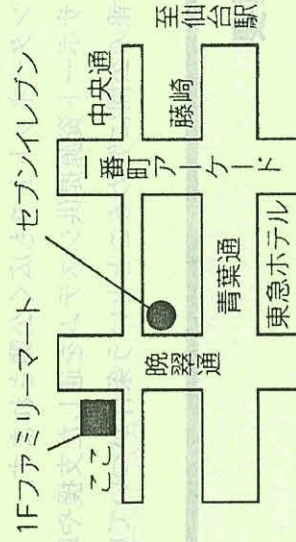 1Fファミリーマート
セブンイレブン
ここ
晩翠通
中央通
一番町アーケード
藤崎
青葉通
東急ホテル
至仙台駅